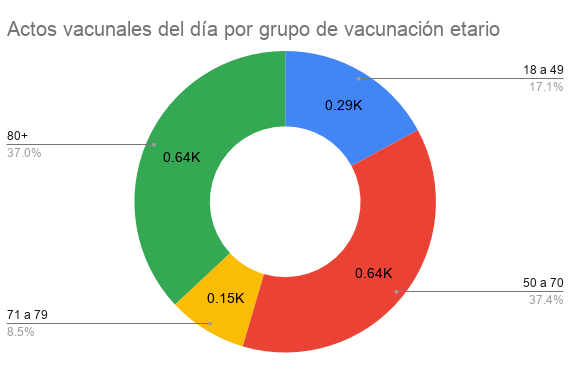 Actos vacunales del día por grupo de vacunación etario
18 a 49
17.1%
0.29K
80+
37.0%
0.64K
0.64K
50 a 70
37.4%
0.15K
71 a 79
8.5%